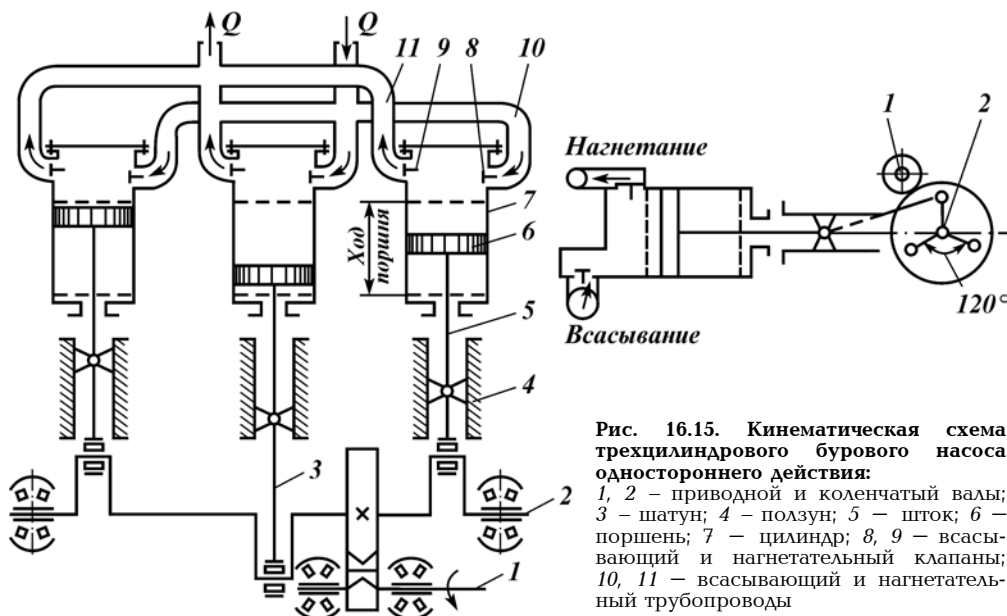 Q
Q
11
9
8
10
7
6
5
4
3
2
1
Ход
поршня
1
2
Нагнетание
Всасывание
120°
Рис. 16.15. Кинематическая схема
трехцилиндрового бурового насоса
одностороннего действия:
1, 2 – приводной и коленчатый валы;
3 – шатун; 4 – ползун; 5 — шток; 6 —
поршень; 7 — цилиндр; 8, 9 — всасы-
вающий и нагнетательный клапаны;
10, 11 — всасывающий и нагнетатель-
ный трубопроводы